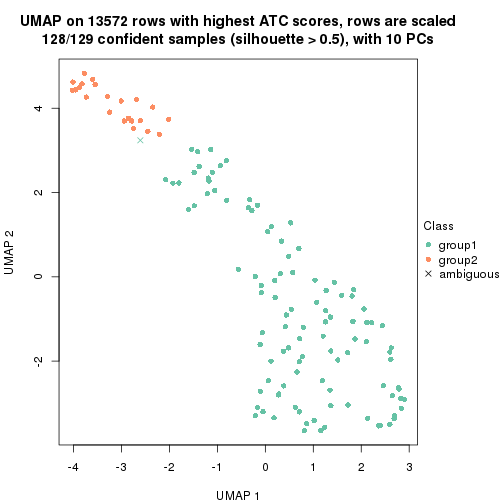 UMAP on 13572 rows with highest ATC scores, rows are scaled
128/129 confident samples (silhouette > 0.5), with 10 PCs
4
2
0
-2
UMAP 2
-4
-3
-2
-1
0
1
2
3
UMAP 1
Class
group1
group2
ambiguous